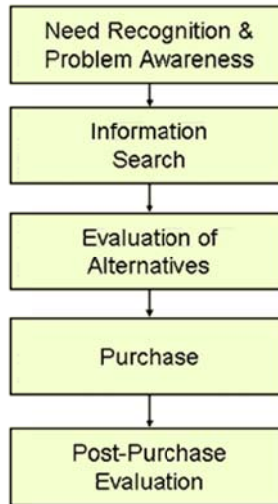 Need Recognition &
Problem Awareness
Information
Search
Evaluation of
Alternatives
Purchase
Post-Purchase
Evaluation